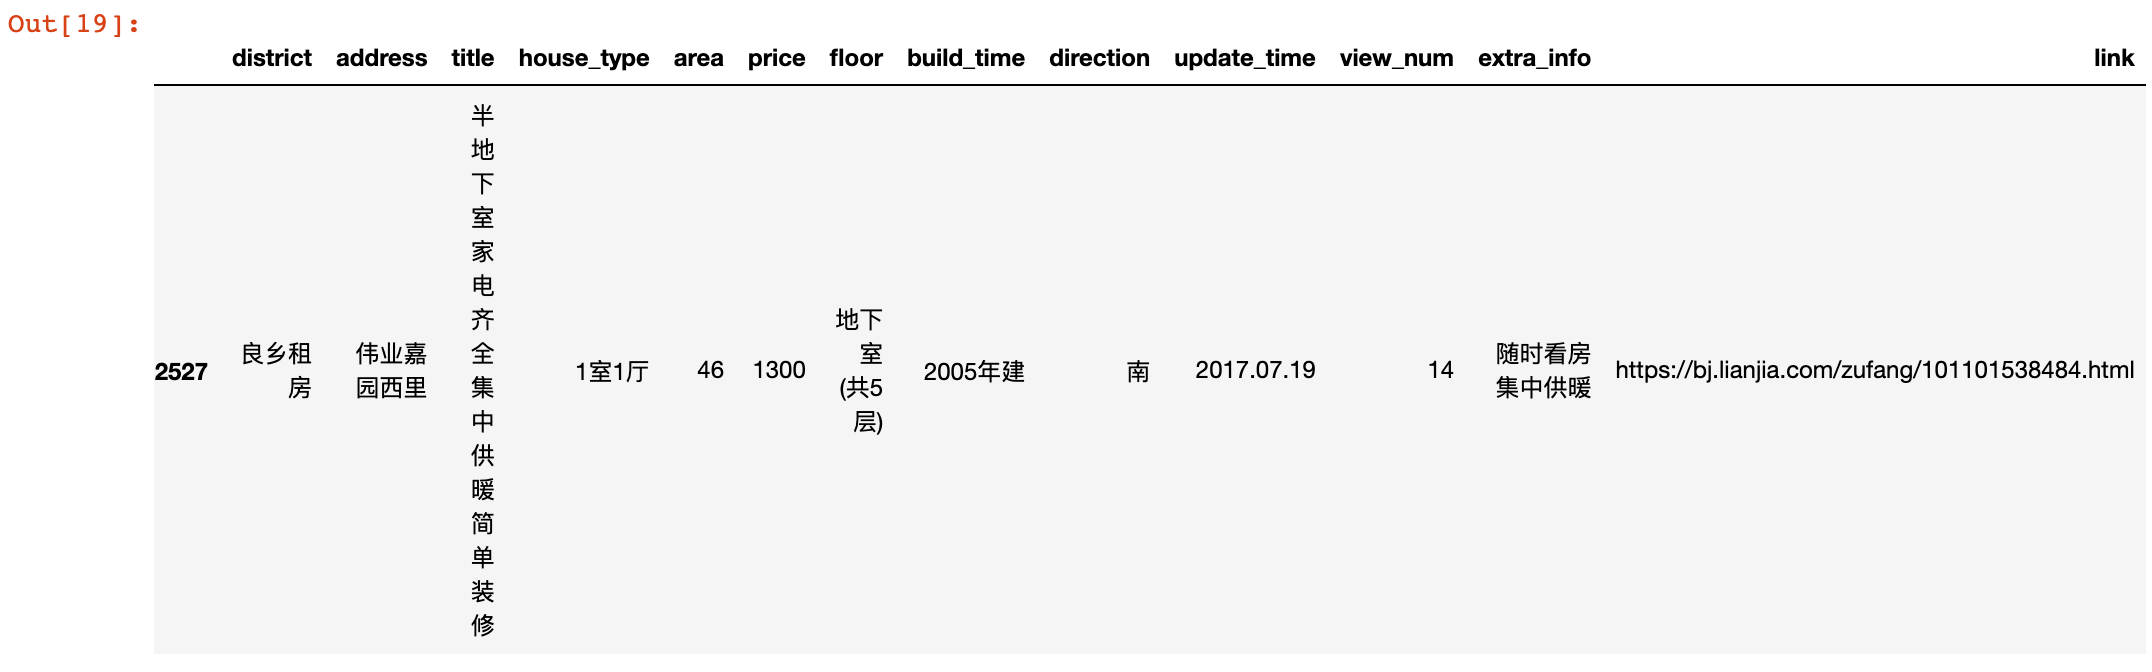 Out[19]:
district address title house_type area price floor build_time direction update_time view_num extra_info link
2527
良乡租
房
伟业嘉
园西里
半
地
下
室
家
电
齐
全
集
中
供
暖
简
单
装
修
1室1厅
46
1300
地下
室
(共5
层)
2005年建
南
2017.07.19
14
随时看房
集中供暖
https://bj.lianjia.com/zufang/101101538484.html